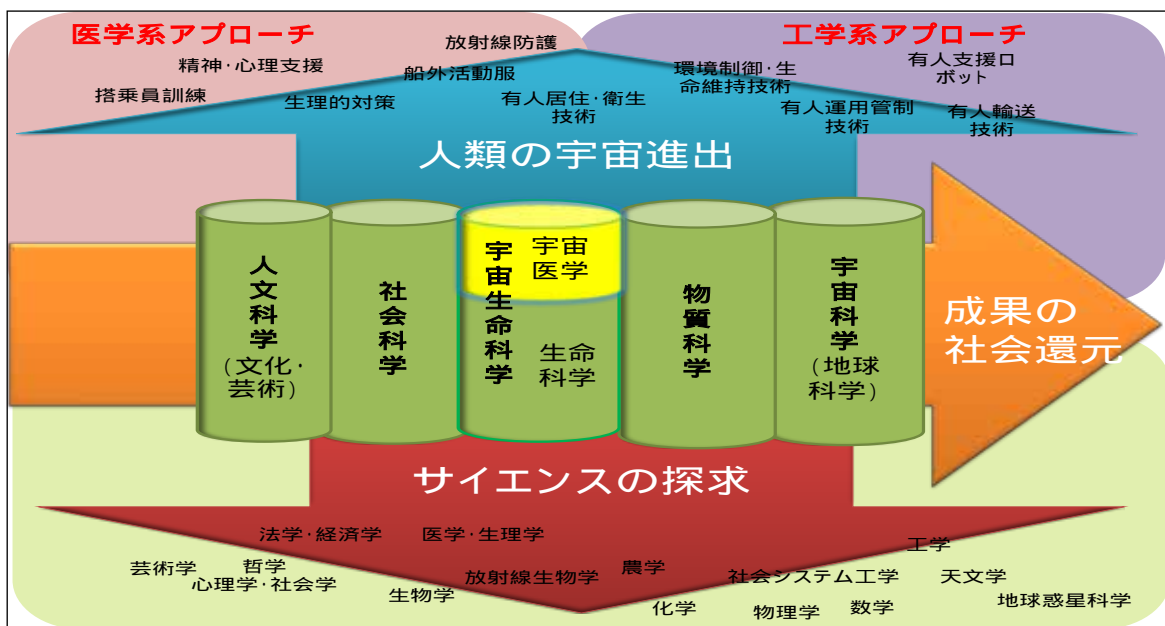 医学系アプローチ
工学系アプローチ
放射線防護
精神・心理支援
船外活動服
搭乗員訓練
生理的対策
有人居住・衛生
技術
環境制御・生
命維持技術
有人支援ロ
ボット
有人運用管制
技術
有人輸送
技術
人類の宇宙進出
人文科学
(文化・
芸術)
社会科学
宇宙生命科学
宇宙
医学
生命
科学
物質科学
宇宙科学
(地球
科学)
成果の
社会還元
サイエンスの探求
法学・経済学
医学・生理学
芸術学
哲学
心理学・社会学
生物学
放射線生物学
農学
化学
社会システム工学
物理学
数学
工学
天文学
地球惑星科学